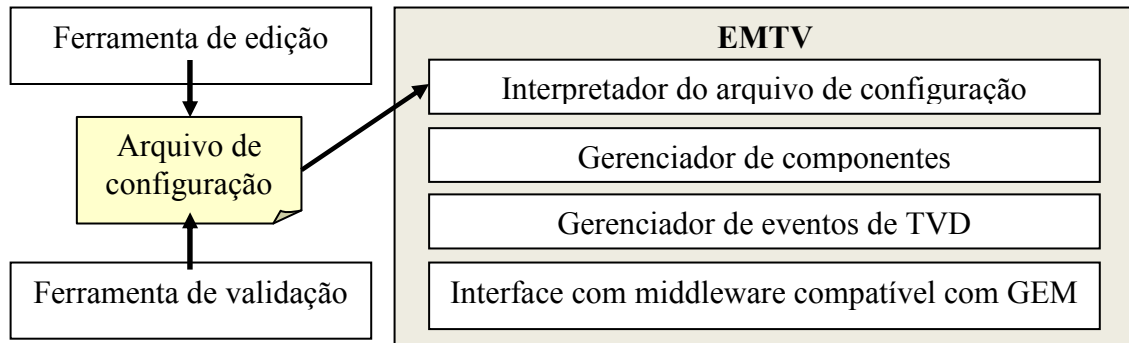 Ferramenta de edição
Arquivo de
configuração
Ferramenta de validação
EMTV
Interpretador do arquivo de configuração
Gerenciador de componentes
Gerenciador de eventos de TVD
Interface com middleware compatível com GEM